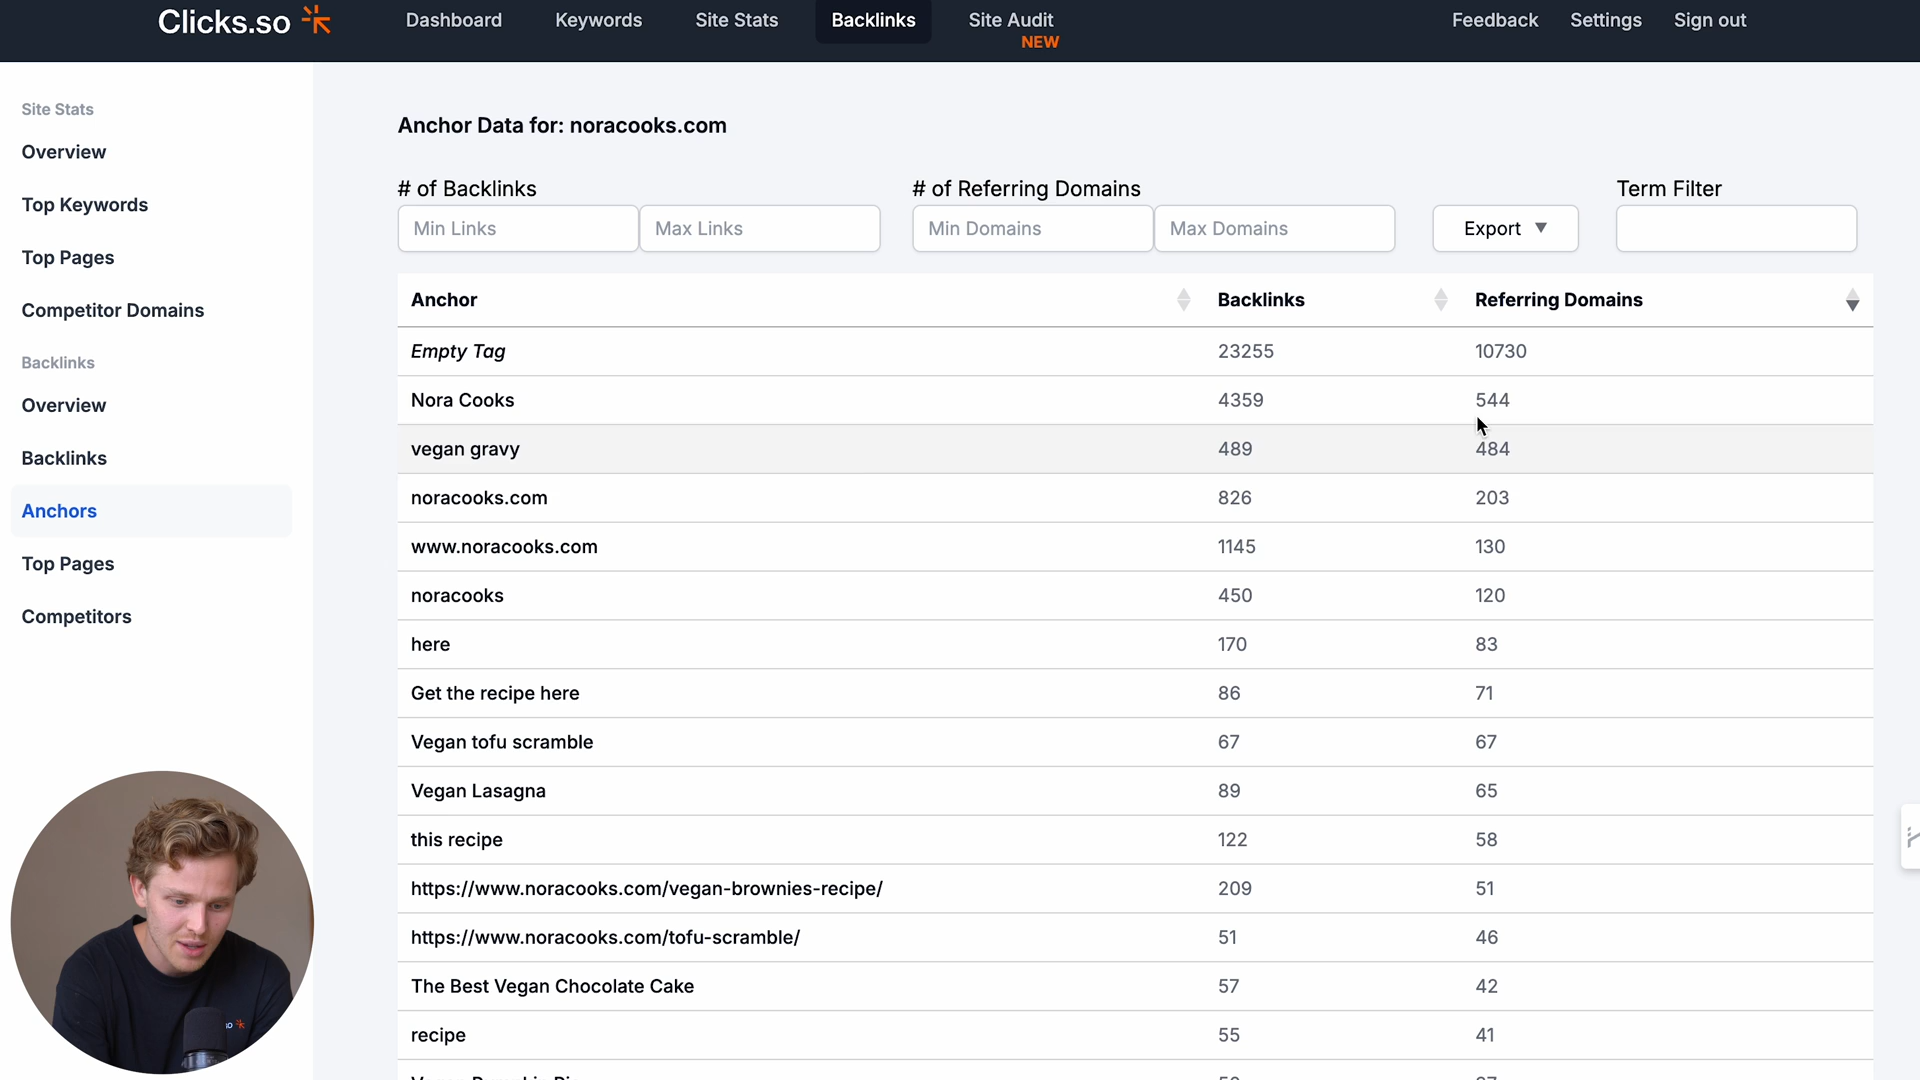 Clicks.so
Dashboard Keywords Site Stats Backlinks Site Audit Feedback Settings Sign out
NEW
Site Stats
Overview
Top Keywords
Top Pages
Competitor Domains
Backlinks
Overview
Backlinks
Anchors
Top Pages
Competitors
Anchor Data for: noracooks.com
# of Backlinks # of Referring Domains Term Filter
Min Links Max Links Min Domains Max Domains Export ▼
Anchor Backlinks Referring Domains
Empty Tag 23255 10730
Nora Cooks 4359 544
vegan gravy 489 484
noracooks.com 826 203
www.noracooks.com 1145 130
noracooks 450 120
here 170 83
Get the recipe here 86 71
Vegan tofu scramble 67 67
Vegan Lasagna 89 65
this recipe 122 58
https://www.noracooks.com/vegan-brownies-recipe/ 209 51
https://www.noracooks.com/tofu-scramble/ 51 46
The Best Vegan Chocolate Cake 57 42
recipe 55 41